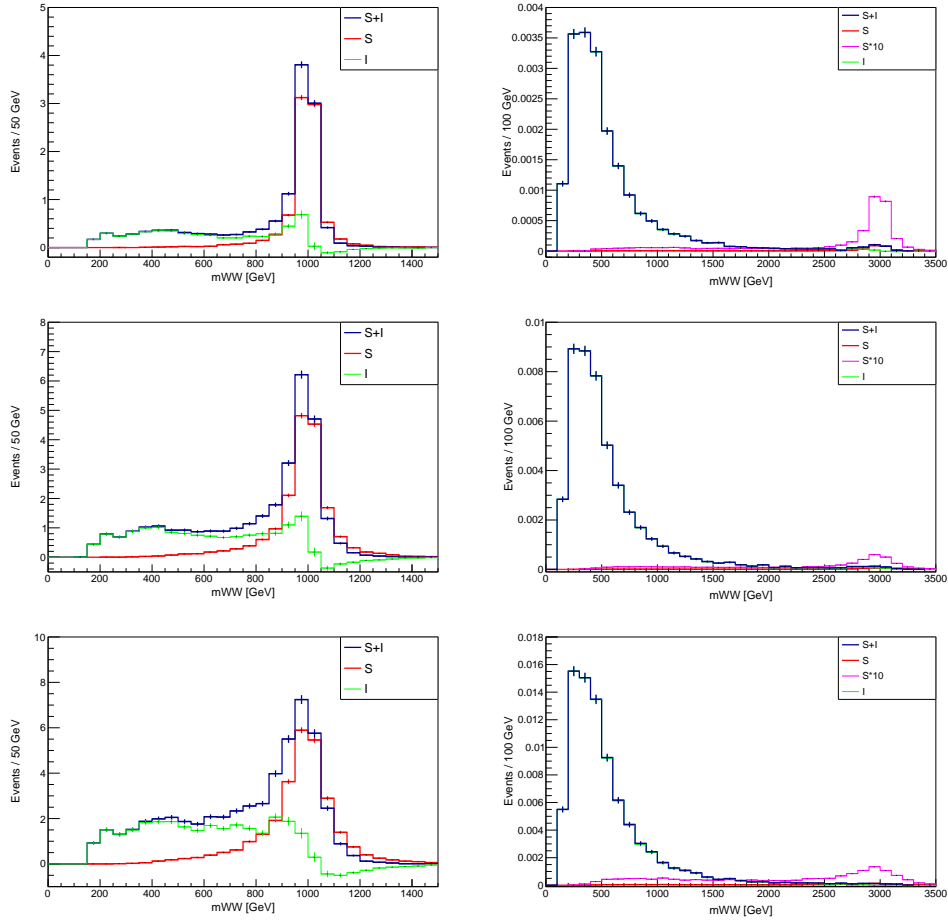 5
4
3
2
1
0
Events / 50 GeV
S+I
S
I
0 200 400 600 800 1000 1200 1400
mWW [GeV]
0.004
0.0035
0.003
0.0025
0.002
0.0015
0.001
0.0005
0
Events / 100 GeV
S+I
S
S*10
I
0 500 1000 1500 2000 2500 3000 3500
mWW [GeV]
8
7
6
5
4
3
2
1
0
Events / 50 GeV
S+I
S
I
0 200 400 600 800 1000 1200 1400
mWW [GeV]
0.01
0.008
0.006
0.004
0.002
0
Events / 100 GeV
S+I
S
S*10
I
0 500 1000 1500 2000 2500 3000 3500
mWW [GeV]
10
8
6
4
2
0
Events / 50 GeV
S+I
S
I
0 200 400 600 800 1000 1200 1400
mWW [GeV]
0.018
0.016
0.014
0.012
0.01
0.008
0.006
0.004
0.002
0
Events / 100 GeV
S+I
S
S*10
I
0 500 1000 1500 2000 2500 3000 3500
mWW [GeV]